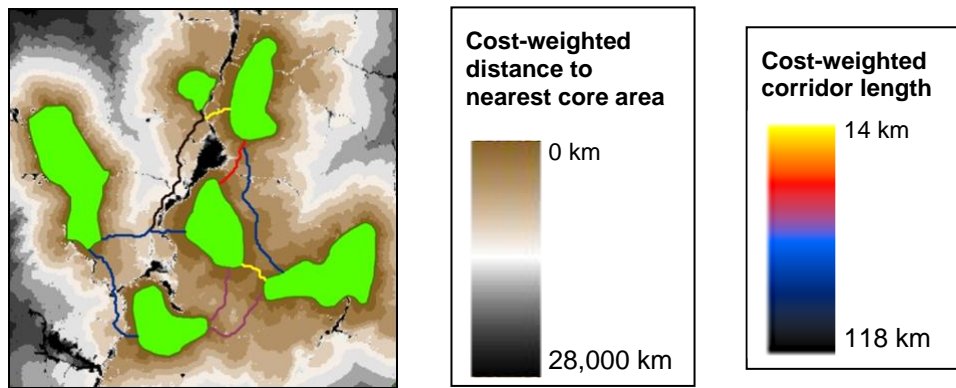 Cost-weighted
distance to
nearest core area
0 km
28,000 km
Cost-weighted
corridor length
14 km
118 km